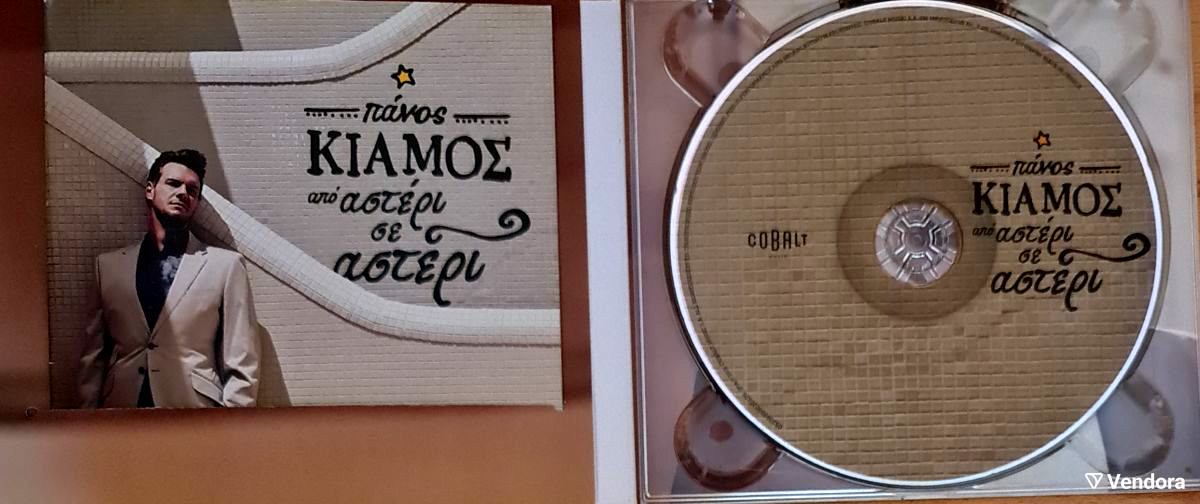 πάνος
ΚΙΑΜΟΣ
από αστέρι
σε
αστέρι
COBALT
πάνος
ΚΙΑΜΟΣ
από αστέρι
σε
αστέρι
Vendora